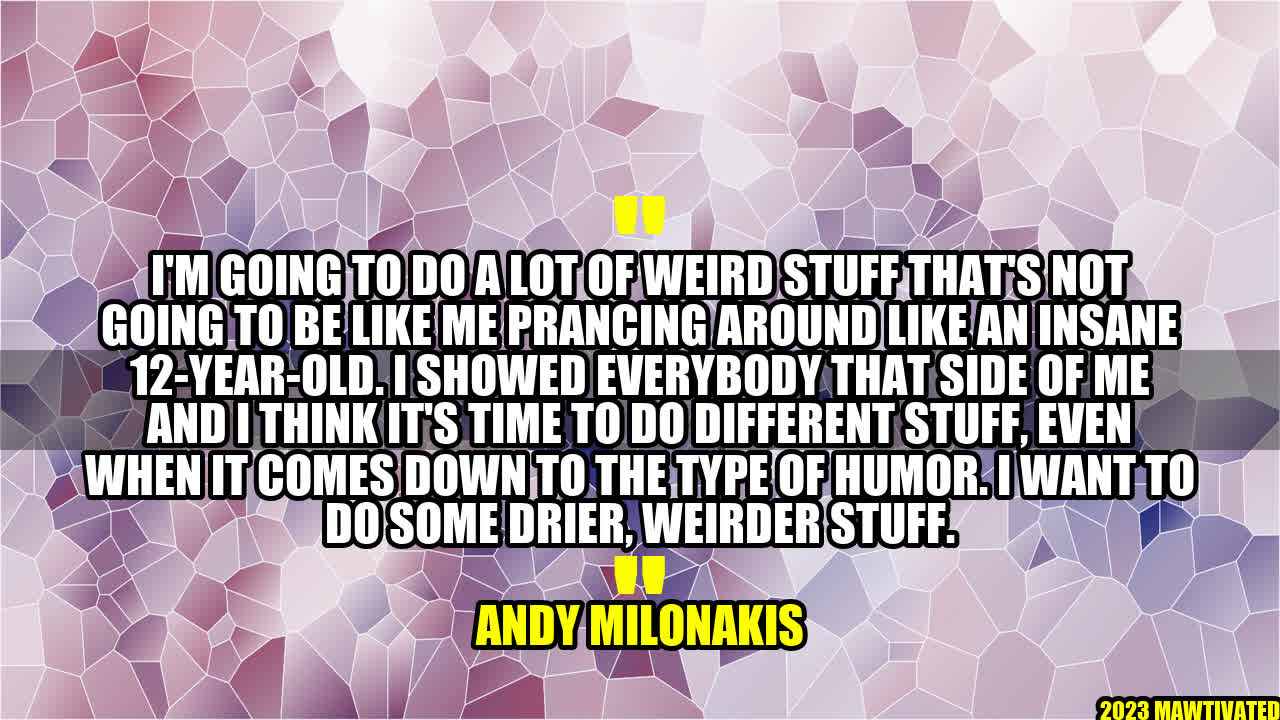 "
I'M GOING TO DO A LOT OF WEIRD STUFF THAT'S NOT
GOING TO BE LIKE ME PRANCING AROUND LIKE AN INSANE
12-YEAR-OLD. I SHOWED EVERYBODY THAT SIDE OF ME
AND I THINK IT'S TIME TO DO DIFFERENT STUFF, EVEN
WHEN IT COMES DOWN TO THE TYPE OF HUMOR. I WANT TO
DO SOME DRIER, WEIRDER STUFF.
"
ANDY MILONAKIS
2023 MAWTIVATED